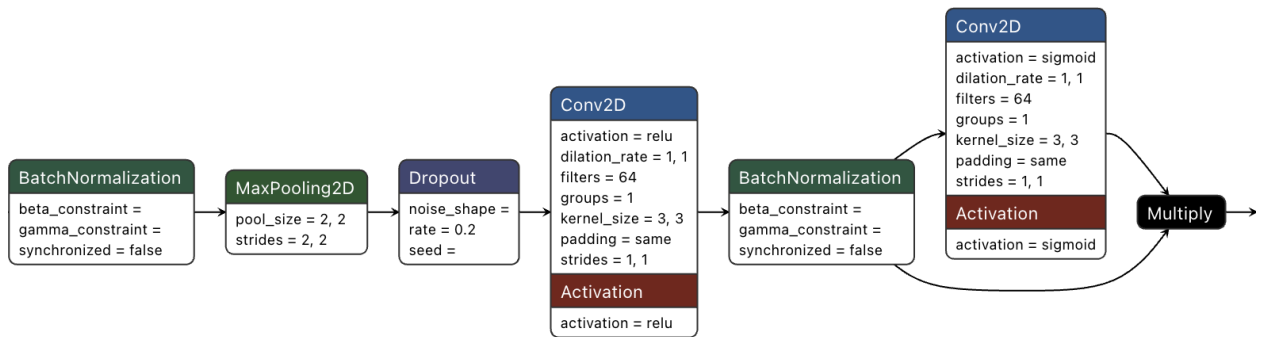 BatchNormalization
beta_constraint =
gamma_constraint =
synchronized = false
MaxPooling2D
pool_size = 2, 2
strides = 2, 2
Dropout
noise_shape =
rate = 0.2
seed =
Conv2D
activation = relu
dilation_rate = 1, 1
filters = 64
groups = 1
kernel_size = 3, 3
padding = same
strides = 1, 1
Activation
activation = relu
BatchNormalization
beta_constraint =
gamma_constraint =
synchronized = false
Conv2D
activation = sigmoid
dilation_rate = 1, 1
filters = 64
groups = 1
kernel_size = 3, 3
padding = same
strides = 1, 1
Activation
activation = sigmoid
Multiply